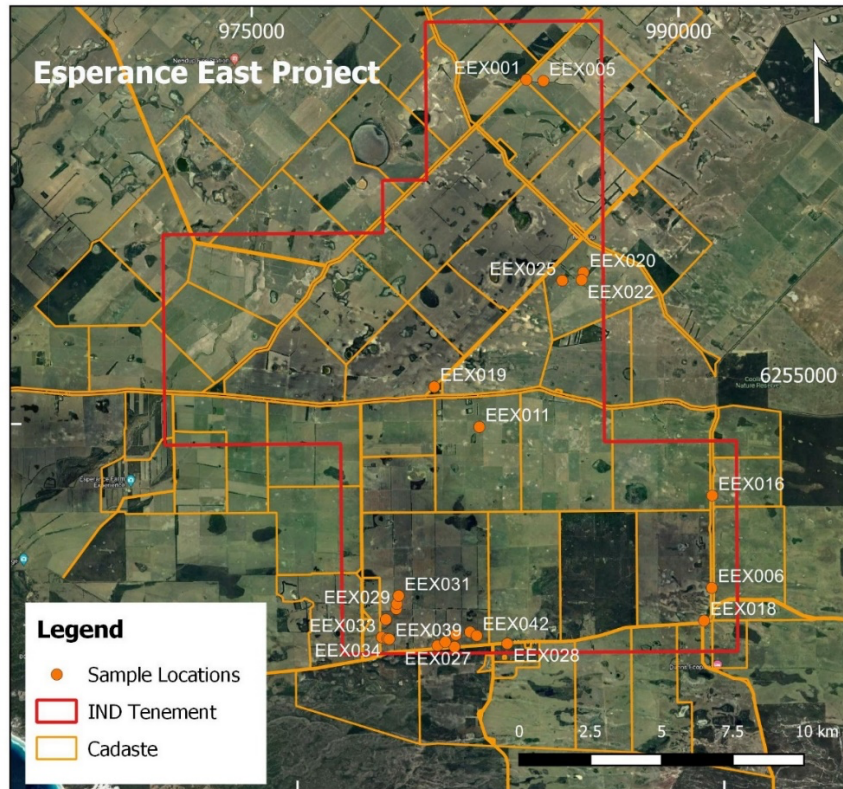 975000
990000
Esperance East Project
EEX001
EEX005
EEX020
EEX025
EEX022
6255000
EEX019
EEX011
EEX016
EEX031
EEX029
EEX006
EEX018
EEX033
EEX039
EEX042
EEX034
EEX027
EEX028
Legend
Sample Locations
IND Tenement
Cadaste
0 2.5 5 7.5 10 km